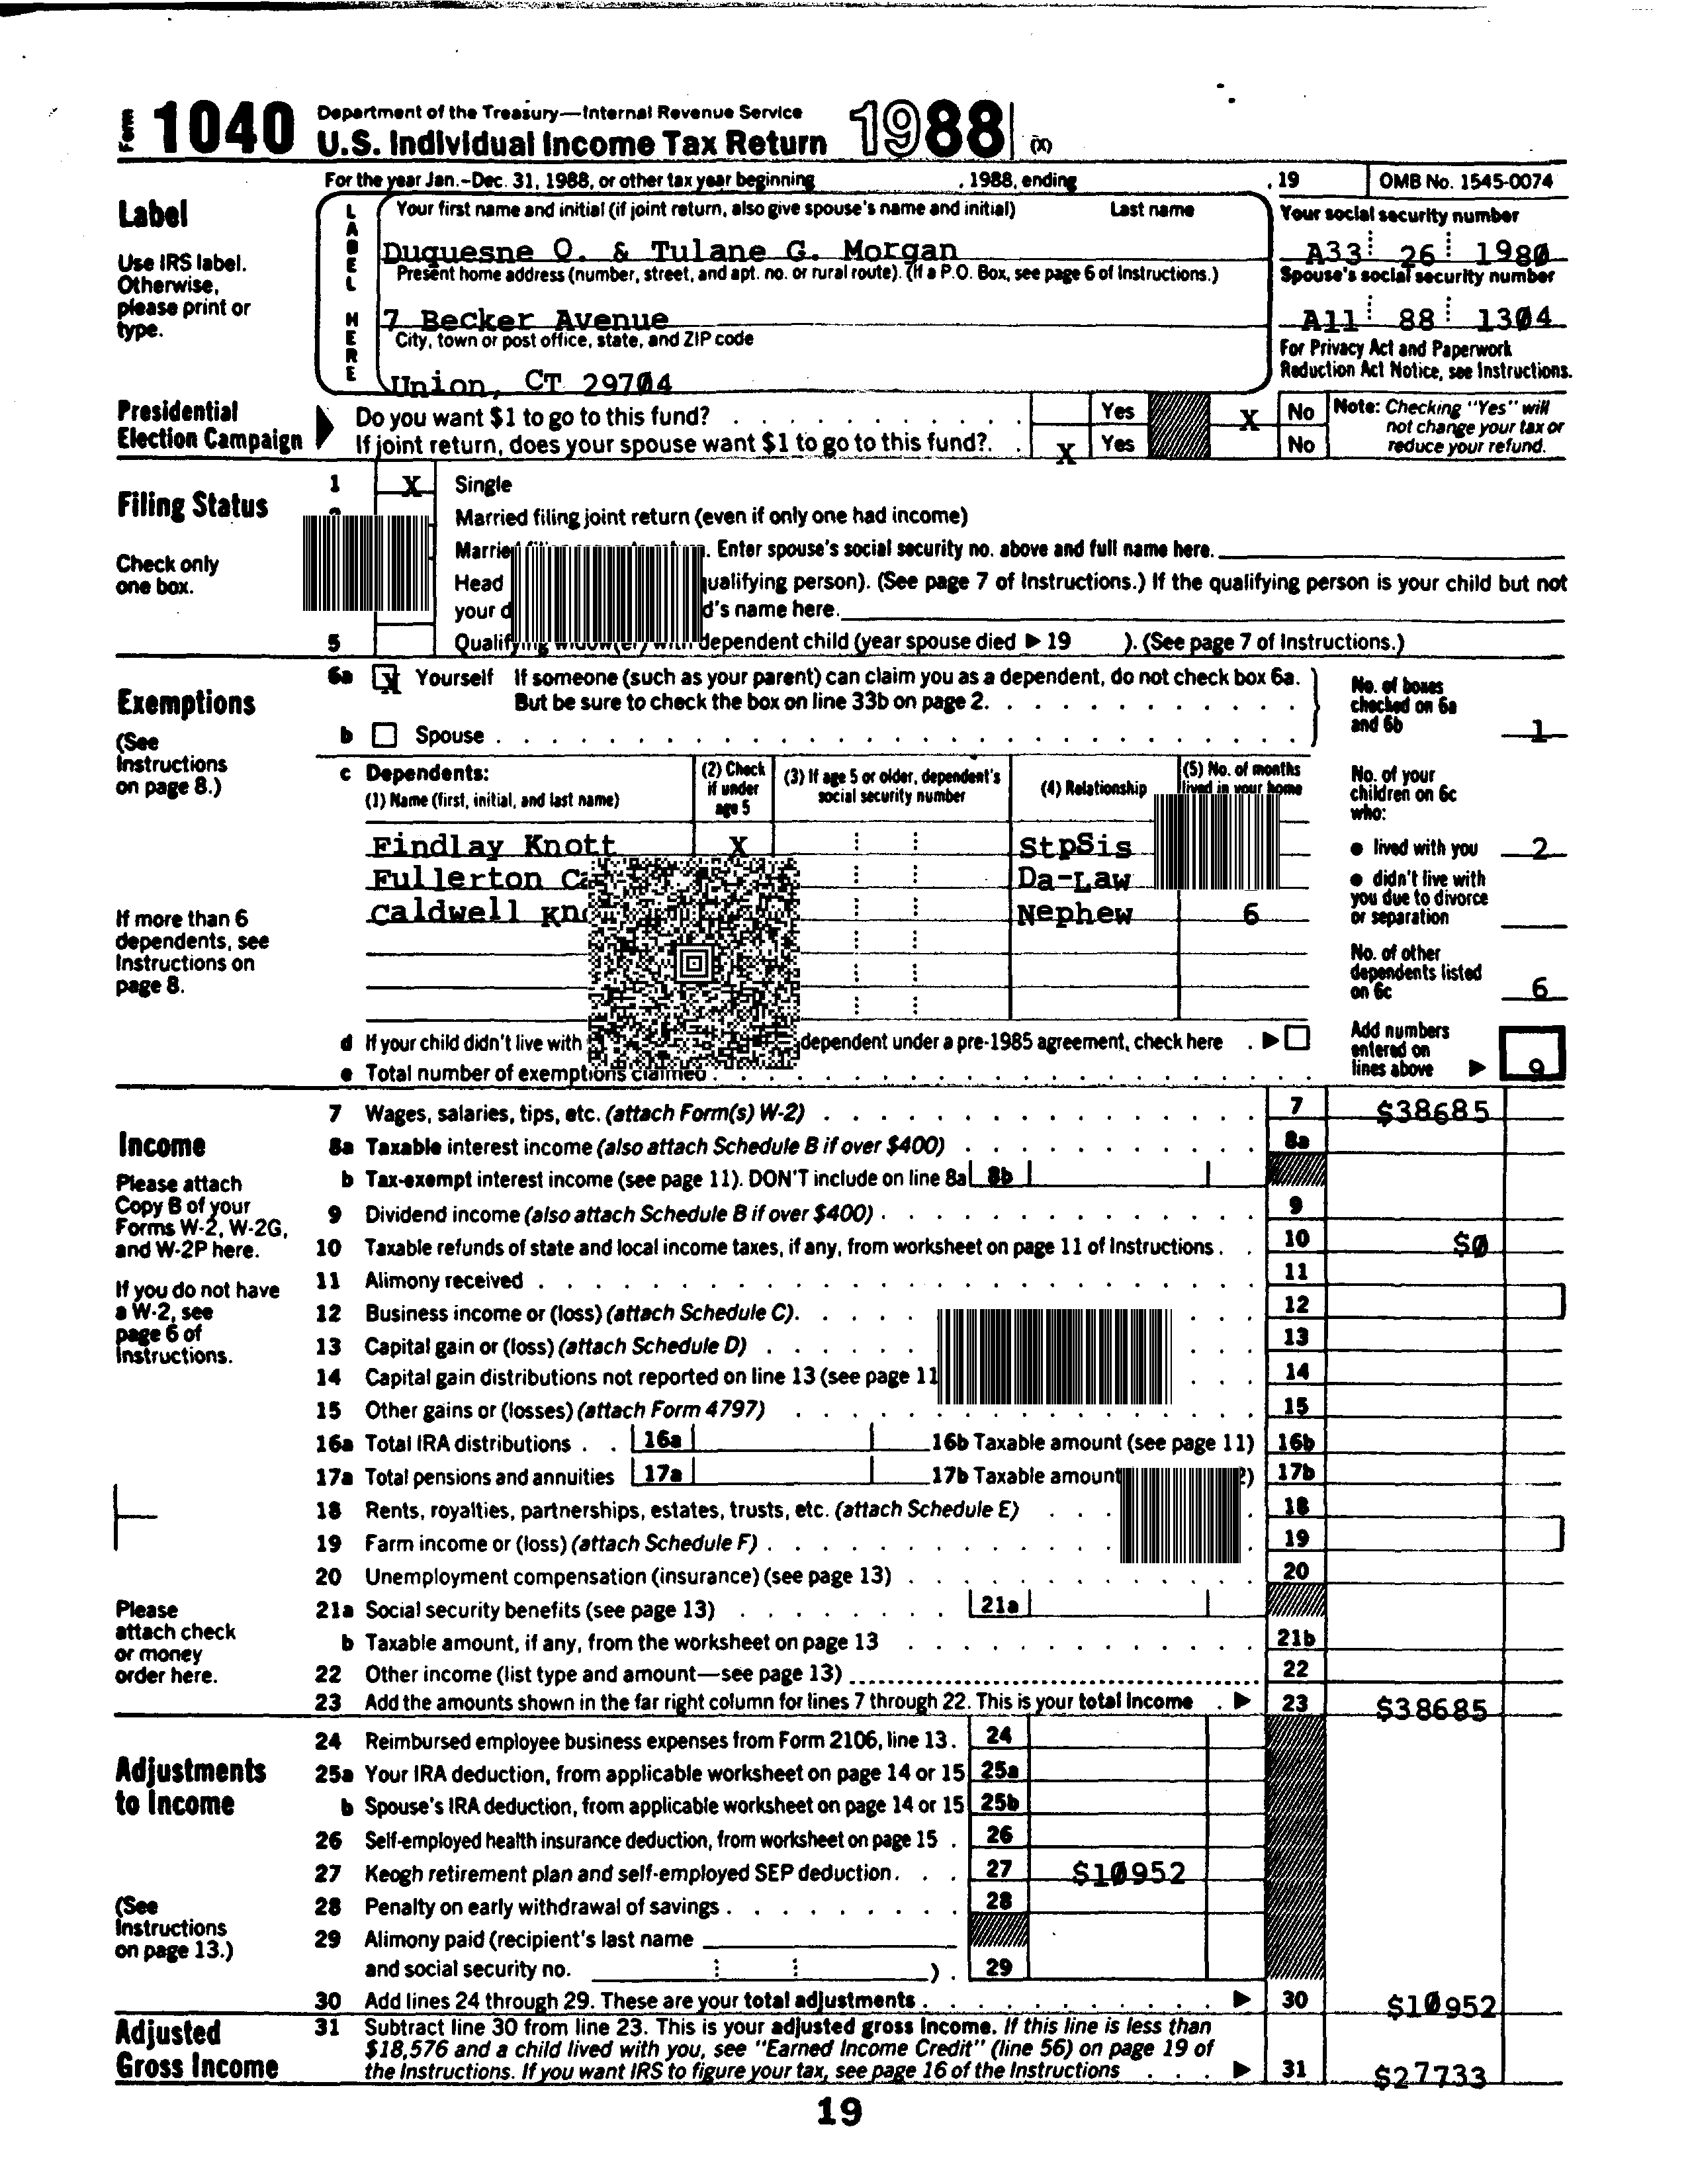 Form 1040 Department of the Treasury—Internal Revenue Service
U.S. Individual Income Tax Return 1988 (X)
For the year Jan.-Dec. 31, 1988, or other tax year beginning , 1988, ending , 19 OMB No. 1545-0074
Label
Use IRS label.
Otherwise,
please print or
type.
LABEL HERE
Your first name and initial (if joint return, also give spouse's name and initial) Last name
Duquesne Q. & Tulane G. Morgan
Present home address (number, street, and apt. no. or rural route). (If a P.O. Box, see page 6 of Instructions.)
7 Becker Avenue
City, town or post office, state, and ZIP code
Union, CT 29704
Your social security number
A33 26 1980
Spouse's social security number
A11 88 1304
For Privacy Act and Paperwork
Reduction Act Notice, see Instructions.
Presidential
Election Campaign
Do you want $1 to go to this fund? Yes X No
If joint return, does your spouse want $1 to go to this fund?. X Yes No
Note: Checking "Yes" will
not change your tax or
reduce your refund.
Filing Status
Check only
one box.
1 X Single
Married filing joint return (even if only one had income)
. Enter spouse's social security no. above and full name here.
Head qualifying person). (See page 7 of Instructions.) If the qualifying person is your child but not
your name here.
5 Qualifying widow(er) with dependent child (year spouse died ▶ 19 ). (See page 7 of Instructions.)
Exemptions
(See
Instructions
on page 8.)
If more than 6
dependents, see
Instructions on
page 8.
6a X Yourself If someone (such as your parent) can claim you as a dependent, do not check box 6a.
But be sure to check the box on line 33b on page 2.
b Spouse
No. of boxes
checked on 6a
and 6b 1
c Dependents:
(1) Name (first, initial, and last name)
(2) Check
if under
age 5
(3) If age 5 or older, dependent's
social security number
(4) Relationship
(5) No. of months
lived in your home
Findlay Knott X StpSis
Fullerton Da-Law
Caldwell Nephew 6
No. of your
children on 6c
who:
● lived with you 2
● didn't live with
you due to divorce
or separation
No. of other
dependents listed
on 6c 6
d If your child didn't live with dependent under a pre-1985 agreement, check here . ▶
e Total number of exemptions claimed
Add numbers
entered on
lines above ▶ 9
Income
Please attach
Copy B of your
Forms W-2, W-2G,
and W-2P here.
If you do not have
a W-2, see
page 6 of
Instructions.
Please
attach check
or money
order here.
7 Wages, salaries, tips, etc. (attach Form(s) W-2) 7 $38685
8a Taxable interest income (also attach Schedule B if over $400) 8a
b Tax-exempt interest income (see page 11). DON'T include on line 8a 8b
9 Dividend income (also attach Schedule B if over $400) 9
10 Taxable refunds of state and local income taxes, if any, from worksheet on page 11 of Instructions 10 $0
11 Alimony received 11
12 Business income or (loss) (attach Schedule C) 12
13 Capital gain or (loss) (attach Schedule D) 13
14 Capital gain distributions not reported on line 13 (see page 11 14
15 Other gains or (losses) (attach Form 4797) 15
16a Total IRA distributions 16a 16b Taxable amount (see page 11) 16b
17a Total pensions and annuities 17a 17b Taxable amount 17b
18 Rents, royalties, partnerships, estates, trusts, etc. (attach Schedule E) 18
19 Farm income or (loss) (attach Schedule F) 19
20 Unemployment compensation (insurance) (see page 13) 20
21a Social security benefits (see page 13) 21a
b Taxable amount, if any, from the worksheet on page 13 21b
22 Other income (list type and amount—see page 13) 22
23 Add the amounts shown in the far right column for lines 7 through 22. This is your total income ▶ 23 $38685
Adjustments
to Income
(See
Instructions
on page 13.)
24 Reimbursed employee business expenses from Form 2106, line 13. 24
25a Your IRA deduction, from applicable worksheet on page 14 or 15 25a
b Spouse's IRA deduction, from applicable worksheet on page 14 or 15 25b
26 Self-employed health insurance deduction, from worksheet on page 15 26
27 Keogh retirement plan and self-employed SEP deduction 27 $10952
28 Penalty on early withdrawal of savings 28
29 Alimony paid (recipient's last name
and social security no. ) . 29
30 Add lines 24 through 29. These are your total adjustments ▶ 30 $10952
Adjusted
Gross Income
31 Subtract line 30 from line 23. This is your adjusted gross income. If this line is less than
$18,576 and a child lived with you, see "Earned Income Credit" (line 56) on page 19 of
the Instructions. If you want IRS to figure your tax, see page 16 of the Instructions ▶ 31 $27733
19